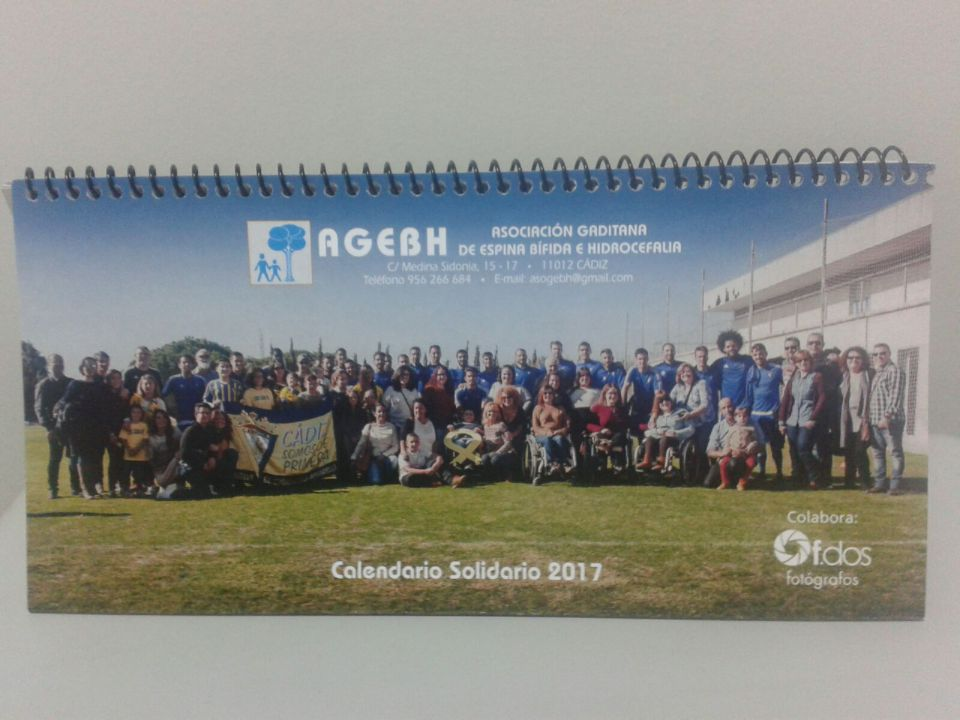 AGEBH
ASOCIACIÓN GADITANA
DE ESPINA BÍFIDA E HIDROCEFALIA
C/ Medina Sidonia, 15 - 17 • 11012 CÁDIZ
Teléfono 956 266 684 • E-mail: asogebh@gmail.com
CÁDIZ
SOMOS DE
PRIMERA
Colabora:
f.dos
fotógrafos
Calendario Solidario 2017